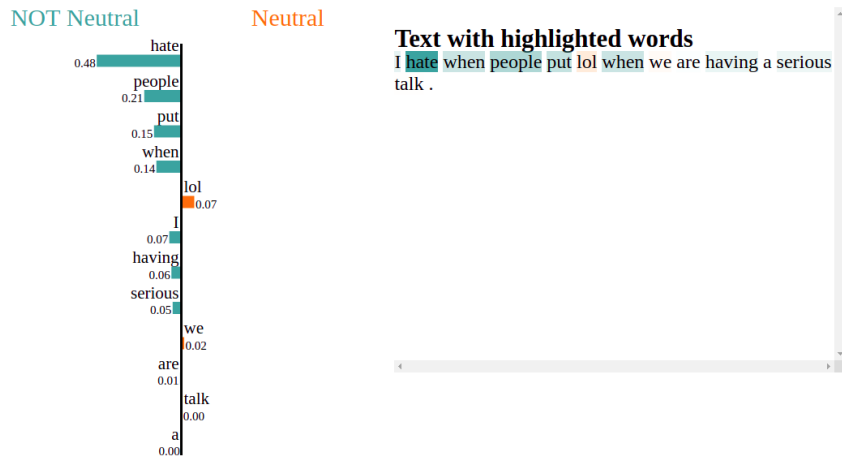 NOT Neutral
Neutral
hate
0.48
people
0.21
put
0.15
when
0.14
lol
0.07
I
0.07
having
0.06
serious
0.05
we
0.02
are
0.01
talk
0.00
a
0.00
Text with highlighted words
I hate when people put lol when we are having a serious
talk .